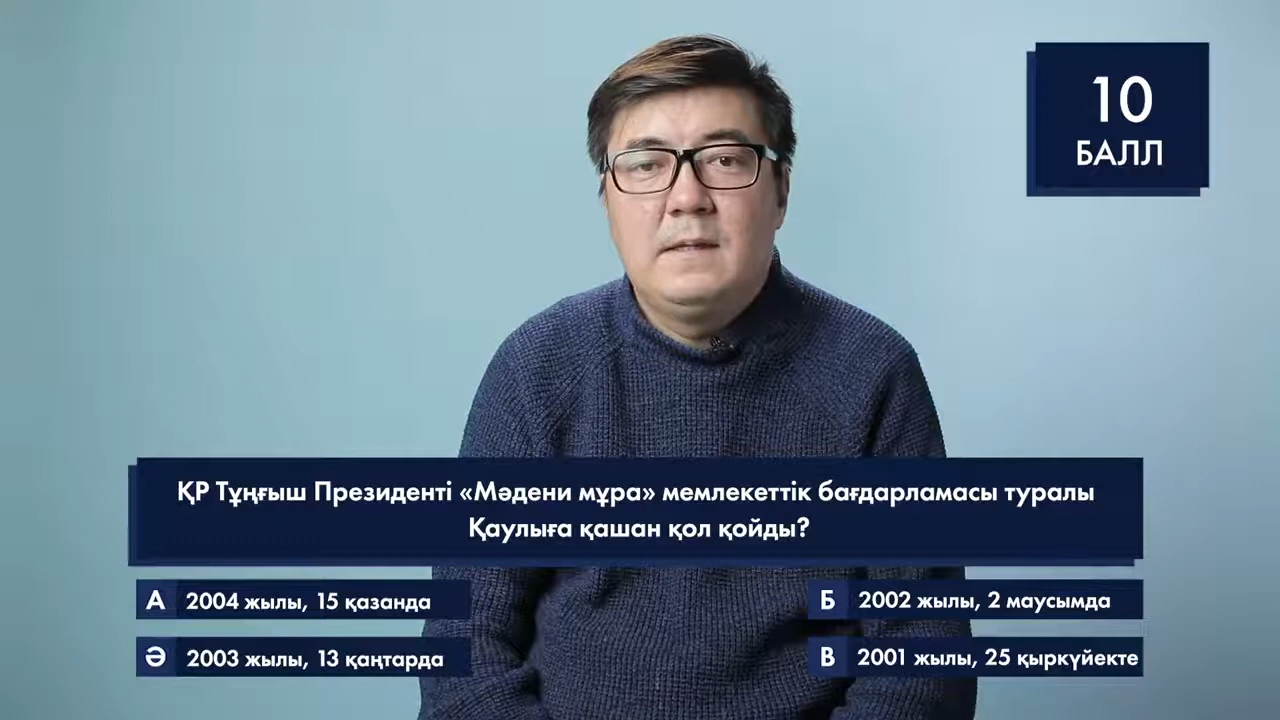 10
БАЛЛ
ҚР Тұңғыш Президенті «Мәдени мұра» мемлекеттік бағдарламасы туралы
Қаулыға қашан қол қойды?
А 2004 жылы, 15 қазанда
Ә 2003 жылы, 13 қаңтарда
Б 2002 жылы, 2 маусымда
В 2001 жылы, 25 қыркүйекте